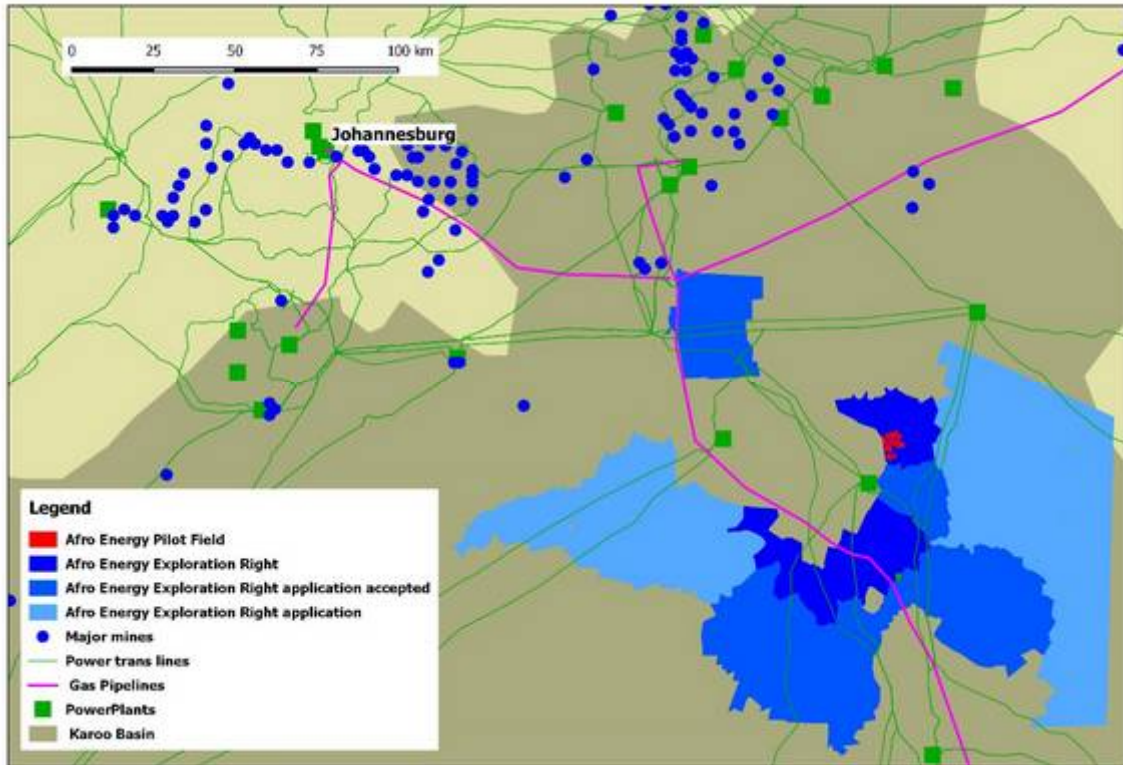 0 25 50 75 100 km
Johannesburg
Legend
Afro Energy Pilot Field
Afro Energy Exploration Right
Afro Energy Exploration Right application accepted
Afro Energy Exploration Right application
Major mines
Power trans lines
Gas Pipelines
PowerPlants
Karoo Basin